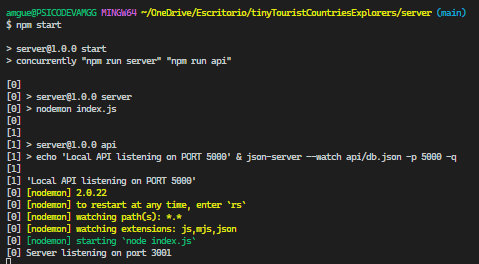 amgue@PSICODEVAMGG MINGW64 ~/OneDrive/Escritorio/tinyTouristCountriesExplorers/server (main)
$ npm start
> server@1.0.0 start
> concurrently "npm run server" "npm run api"
[0]
[0] > server@1.0.0 server
[0] > nodemon index.js
[0]
[1]
[1] > server@1.0.0 api
[1] > echo 'Local API listening on PORT 5000' & json-server --watch api/db.json -p 5000 -q
[1]
[1] 'Local API listening on PORT 5000'
[0] [nodemon] 2.0.22
[0] [nodemon] to restart at any time, enter `rs`
[0] [nodemon] watching path(s): *.*
[0] [nodemon] watching extensions: js,mjs,json
[0] [nodemon] starting `node index.js`
[0] Server listening on port 3001